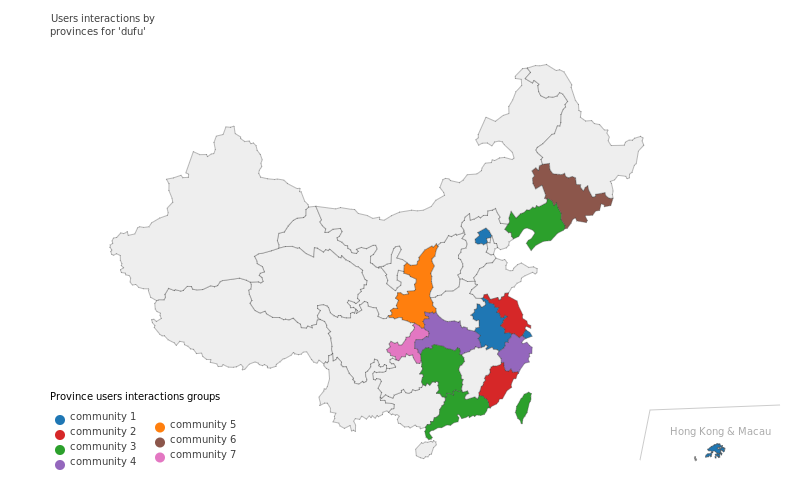 Users interactions by
provinces for 'dufu'
Hong Kong & Macau
Province users interactions groups
community 1
community 2
community 3
community 4
community 5
community 6
community 7